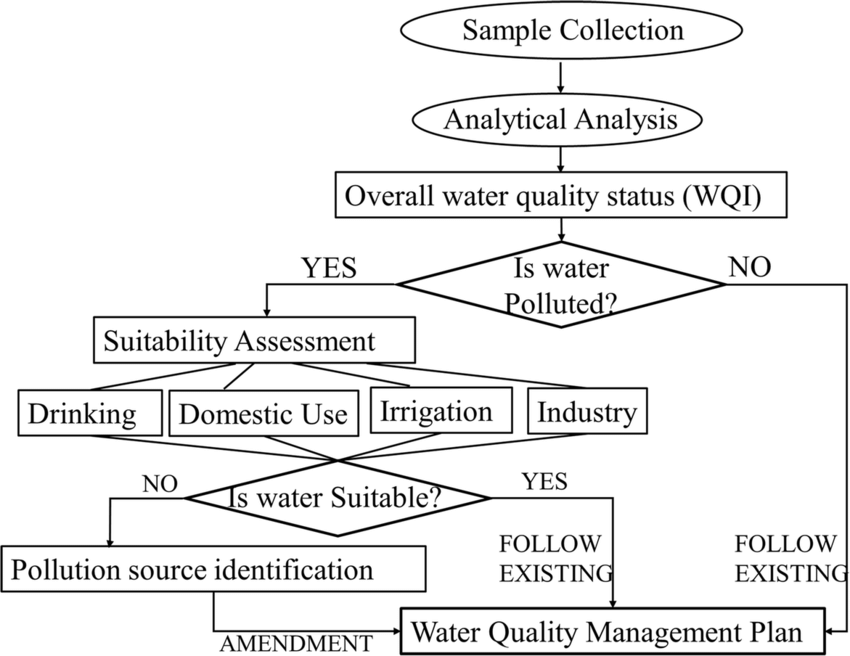 Sample Collection
Analytical Analysis
Overall water quality status (WQI)
Is water
Polluted?
YES
NO
Suitability Assessment
Drinking
Domestic Use
Irrigation
Industry
Is water Suitable?
NO
YES
Pollution source identification
FOLLOW
EXISTING
FOLLOW
EXISTING
AMENDMENT
Water Quality Management Plan